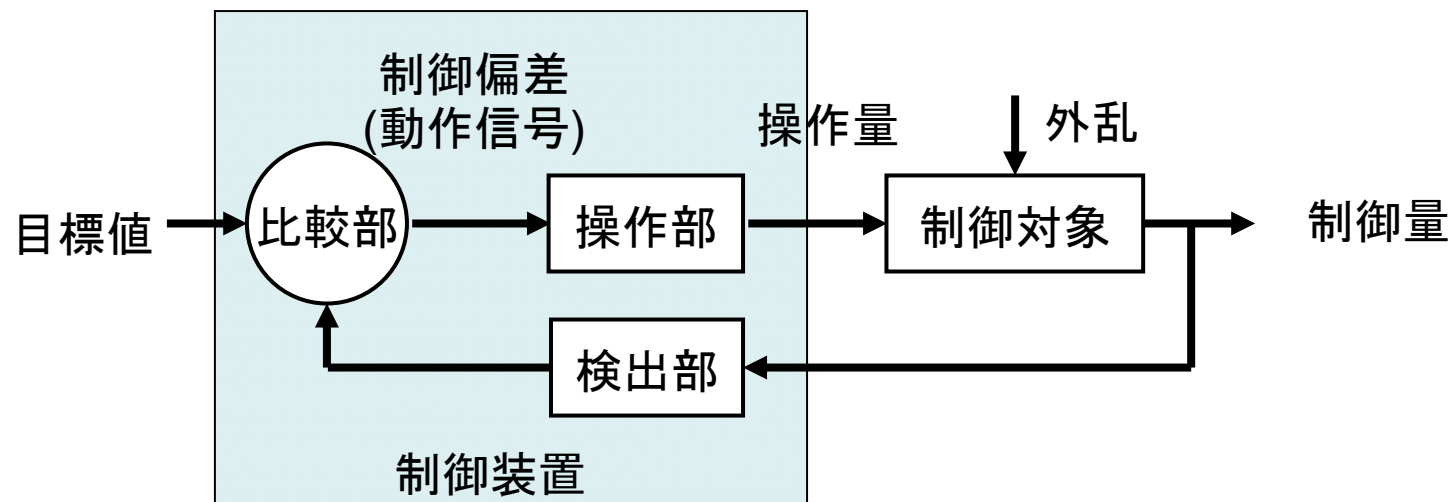 制御偏差
(動作信号)
操作量
外乱
目標値
比較部
操作部
制御対象
制御量
検出部
制御装置